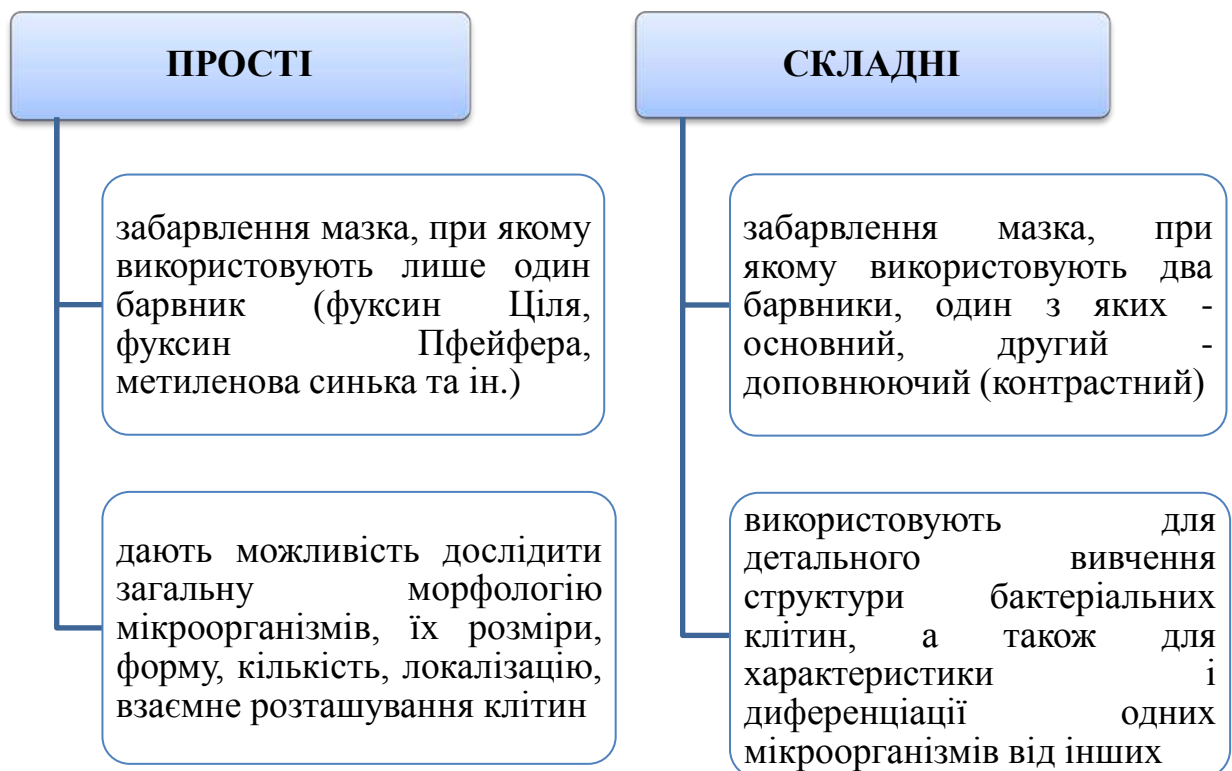 ПРОСТІ
забарвлення мазка, при якому
використовують лише один
барвник (фуксин Ціля,
фуксин Пфейфера,
метиленова синька та ін.)
дають можливість дослідити
загальну морфологію
мікроорганізмів, їх розміри,
форму, кількість, локалізацію,
взаємне розташування клітин
СКЛАДНІ
забарвлення мазка, при
якому використовують два
барвники, один з яких -
основний, другий -
доповнюючий (контрастний)
використовують для
детального вивчення
структури бактеріальних
клітин, а також для
характеристики і
диференціації одних
мікроорганізмів від інших